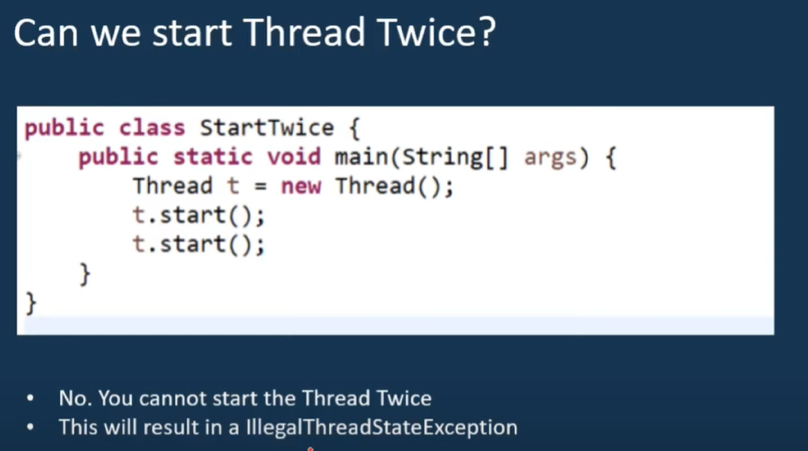 Can we start Thread Twice?
public class StartTwice {
public static void main(String[] args) {
Thread t = new Thread();
t.start();
t.start();
}
}
• No. You cannot start the Thread Twice
• This will result in a IllegalThreadStateException